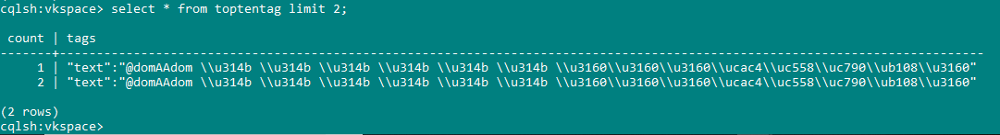 cqlsh:vkspace> select * from toptentag limit 2;
count | tags
-------+------------------------------------------------------------------------------------------------------------------------------
1 | "text":"@domAAdom \\u314b \\u314b \\u314b \\u314b \\u314b \\u314b \\u3160\\u3160\\u3160\\ucac4\\uc558\\uc790\\ub108\\u3160"
2 | "text":"@domAAdom \\u314b \\u314b \\u314b \\u314b \\u314b \\u314b \\u3160\\u3160\\u3160\\ucac4\\uc558\\uc790\\ub108\\u3160"
(2 rows)
cqlsh:vkspace>